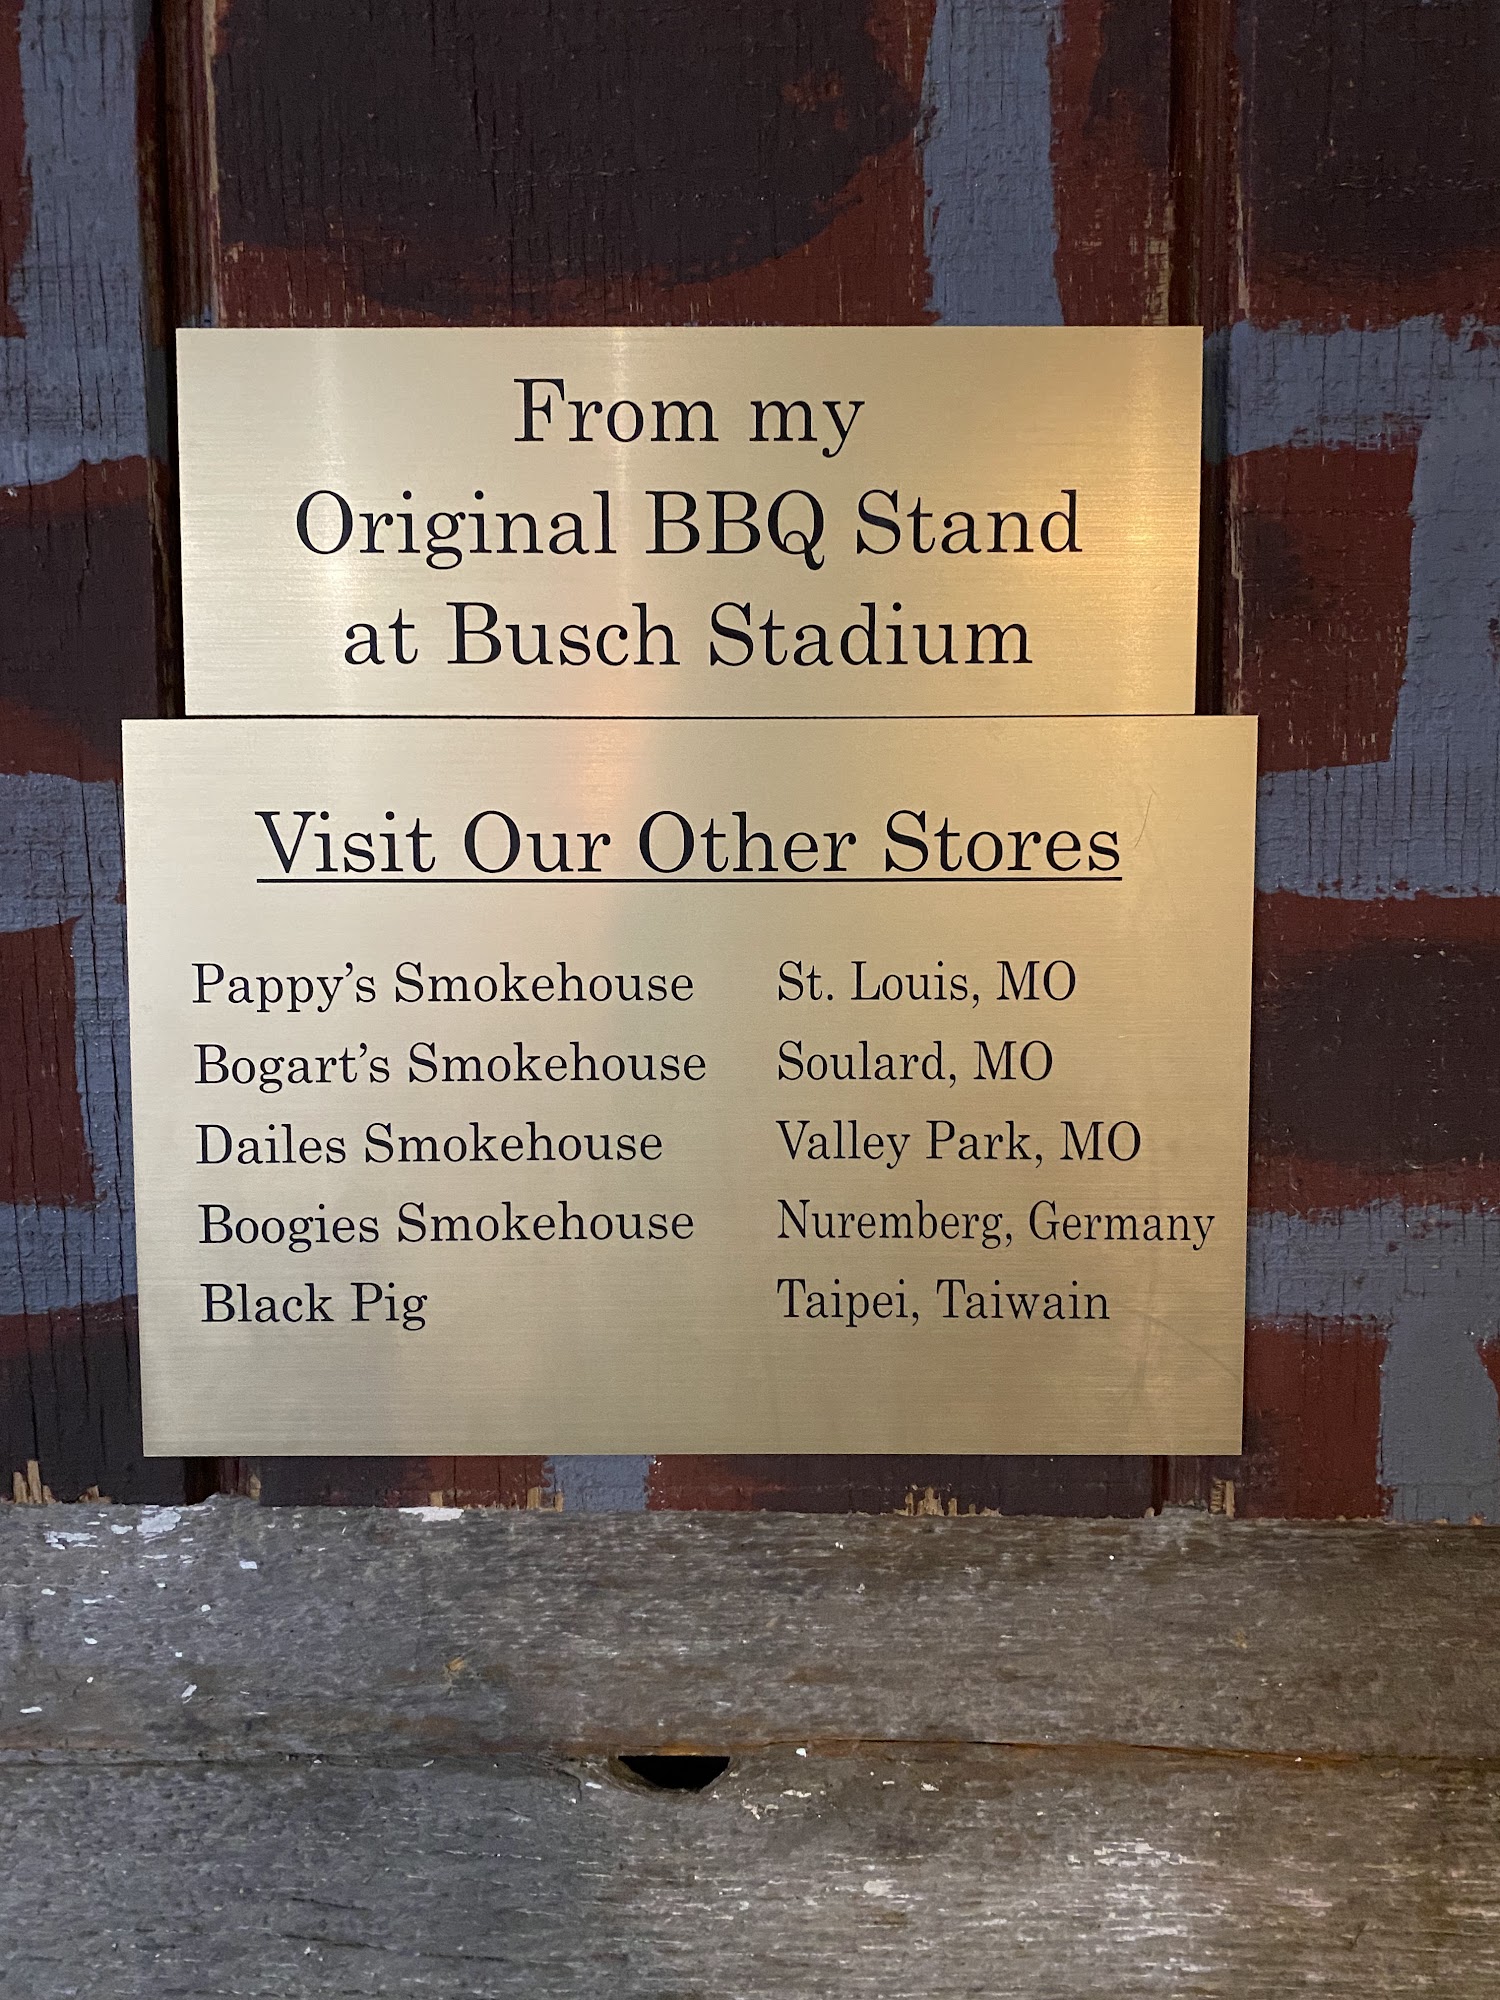 From my
Original BBQ Stand
at Busch Stadium
Visit Our Other Stores
Pappy's Smokehouse St. Louis, MO
Bogart's Smokehouse Soulard, MO
Dailes Smokehouse Valley Park, MO
Boogies Smokehouse Nuremberg, Germany
Black Pig Taipei, Taiwain